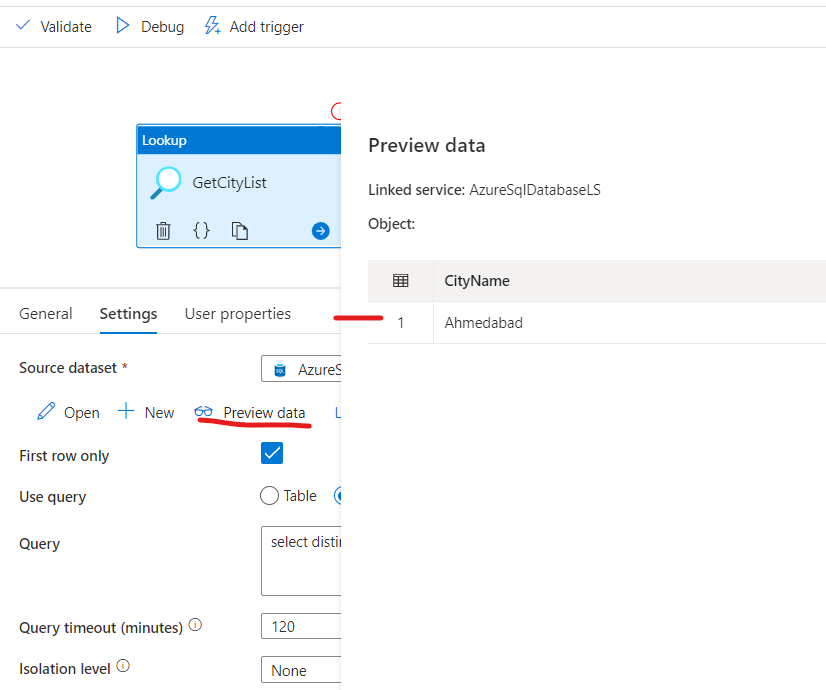 Validate Debug Add trigger
Lookup
GetCityList
General Settings User properties
Source dataset * AzureS
Open New Preview data L
First row only
Use query Table
Query select distin
Query timeout (minutes) 120
Isolation level None
Preview data
Linked service: AzureSqlDatabaseLS
Object:
CityName
1 Ahmedabad